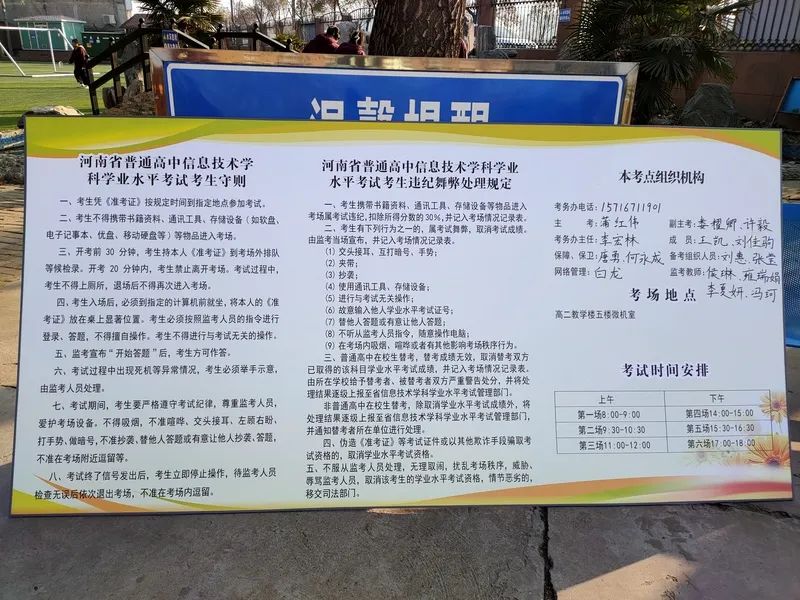 温馨提醒
河南省普通高中信息技术学
科学业水平考试考生守则
一、考生凭《准考证》按规定时间到指定地点参加考试。
二、考生不得携带书籍资料、通讯工具、存储设备（如软盘、
电子记事本、优盘、移动硬盘等）等物品进入考场。
三、开考前 30 分钟，考生持本人《准考证》到考场外排队
等候检录。开考 20 分钟内，考生禁止离开考场。考试过程中，
考生不得上厕所，退场后不得再次进入考场。
四、考生入场后，必须到指定的计算机前就坐，将本人的《准
考证》放在桌上显著位置。考生必须按照监考人员的指令进行
登录、答题，不得擅自操作。考生不得进行与考试无关的操作。
五、监考宣布“开始答题”后，考生方可作答。
六、考试过程中出现死机等异常情况，考生必须举手示意，
由监考人员处理。
七、考试期间，考生要严格遵守考试纪律，尊重监考人员，
爱护考场设备。不得吸烟，不准喧哗、交头接耳、左顾右盼、
打手势、做暗号，不准抄袭、替他人答题或有意让他人抄袭、答题，
不准在考场附近逗留等。
八、考试终了信号发出后，考生立即停止操作，待监考人员
检查无误后依次退出考场，不准在考场内逗留。
河南省普通高中信息技术学科学业
水平考试考生违纪舞弊处理规定
一、考生携带书籍资料、通讯工具、存储设备等物品进入
考场属考试违纪，扣除所得分数的30%，并记入考场情况记录表。
二、考生有下列行为之一的，属考试舞弊，取消考试成绩。
由监考当场宣布，并记入考场情况记录表。
(1) 交头接耳、互打暗号、手势；
(2) 夹带；
(3) 抄袭；
(4) 使用通讯工具、存储设备；
(5) 进行与考试无关操作；
(6) 故意输入他人学业水平考试证号；
(7) 替他人答题或有意让他人答题；
(8) 不听从监考人员指令，随意操作电脑；
(9) 在考场内吸烟、喧哗或者有其他影响考场秩序行为。
三、普通高中在校生替考，替考成绩无效，取消替考双方
已取得的该科目学业水平考试成绩，并记入考场情况记录表。
由所在学校给予替考者、被替考者双方严重警告处分，并将处
理结果逐级上报至省信息技术学科学业水平考试管理部门。
非普通高中在校生替考，除取消学业水平考试成绩外，将
处理结果逐级上报至省信息技术学科学业水平考试管理部门，
并通知替考者所在单位进行处理。
四、伪造《准考证》等考试证件或以其他欺诈手段骗取考
试资格的，取消学业水平考试资格。
五、不服从监考人员处理，无理取闹，扰乱考场秩序，威胁、
辱骂监考人员，取消该考生的学业水平考试资格，情节恶劣的，
移交司法部门。
本考点组织机构
考务办电话：15716711901
主 考：蒲红伟 副主考：娄耀卿、许毅
考务办主任：李宏林 成 员：王凯、刘佳驹
保障、保卫：唐勇、何永成 备考组织人员：刘惠、张莹
网络管理：白龙 监考教师：侯琳、雍瑞娟
李夏妍、冯珂
考场地点
高二教学楼五楼微机室
考试时间安排
上午 下午
第一场8:00-9:00 第四场14:00-15:00
第二场9:30-10:30 第五场15:30-16:30
第三场11:00-12:00 第六场17:00-18:00